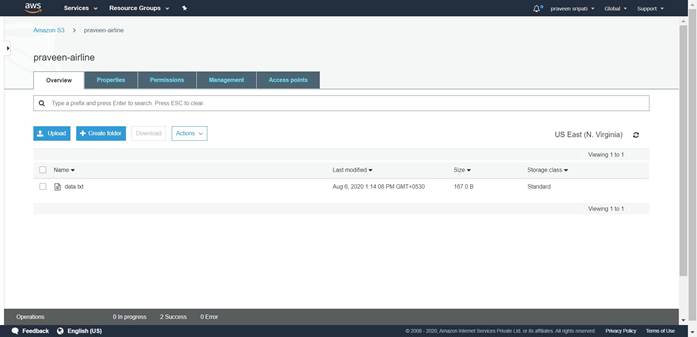 aws Services Resource Groups praveen sripati Global Support
Amazon S3 > praveen-airline
praveen-airline
Overview Properties Permissions Management Access points
Type a prefix and press Enter to search. Press ESC to clear.
Upload + Create folder Download Actions US East (N. Virginia)
Viewing 1 to 1
Name Last modified Size Storage class
data.txt Aug 6, 2020 1:14:08 PM GMT+0530 167.0 B Standard
Viewing 1 to 1
Operations 0 In progress 2 Success 0 Error
Feedback English (US) © 2008 - 2020, Amazon Internet Services Private Ltd. or its affiliates. All rights reserved. Privacy Policy Terms of Use